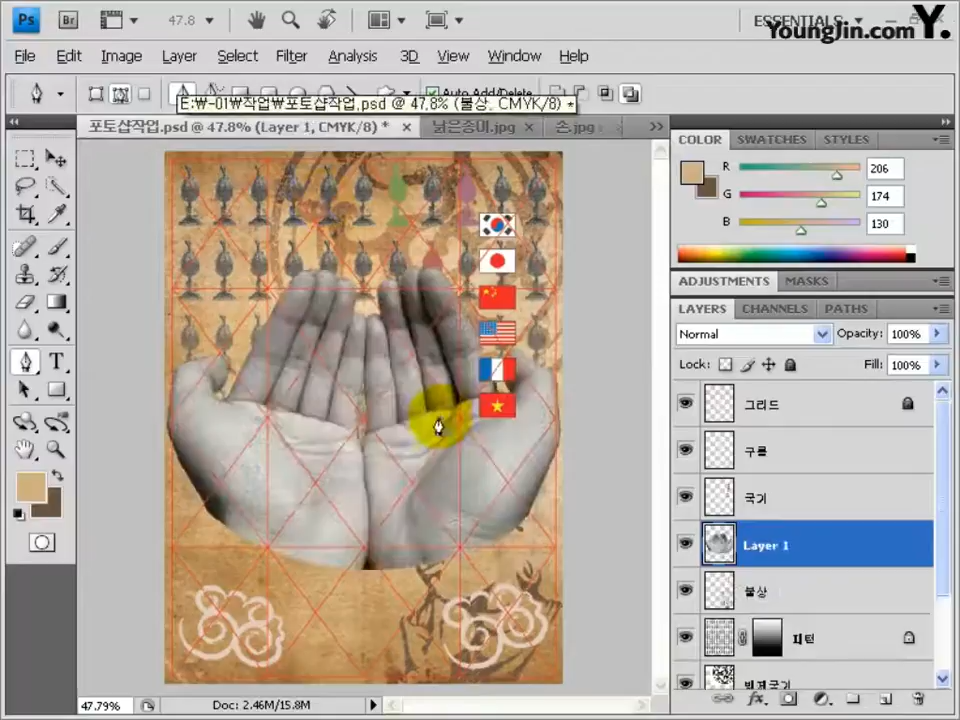 Ps Br 47.8 ESSENTIALS
YoungJin.com Y.
File Edit Image Layer Select Filter Analysis 3D View Window Help
Auto Add/Delete
E:₩-01₩작업₩포토샵작업.psd @ 47.8% (불상, CMYK/8) *
포토샵작업.psd @ 47.8% (Layer 1, CMYK/8) * × 낡은종이.jpg × 손.jpg
COLOR SWATCHES STYLES
R 206
G 174
B 130
ADJUSTMENTS MASKS
LAYERS CHANNELS PATHS
Normal Opacity: 100%
Lock: Fill: 100%
그리드
구름
국기
Layer 1
불상
패턴
47.79% Doc: 2.46M/15.8M
fx
T